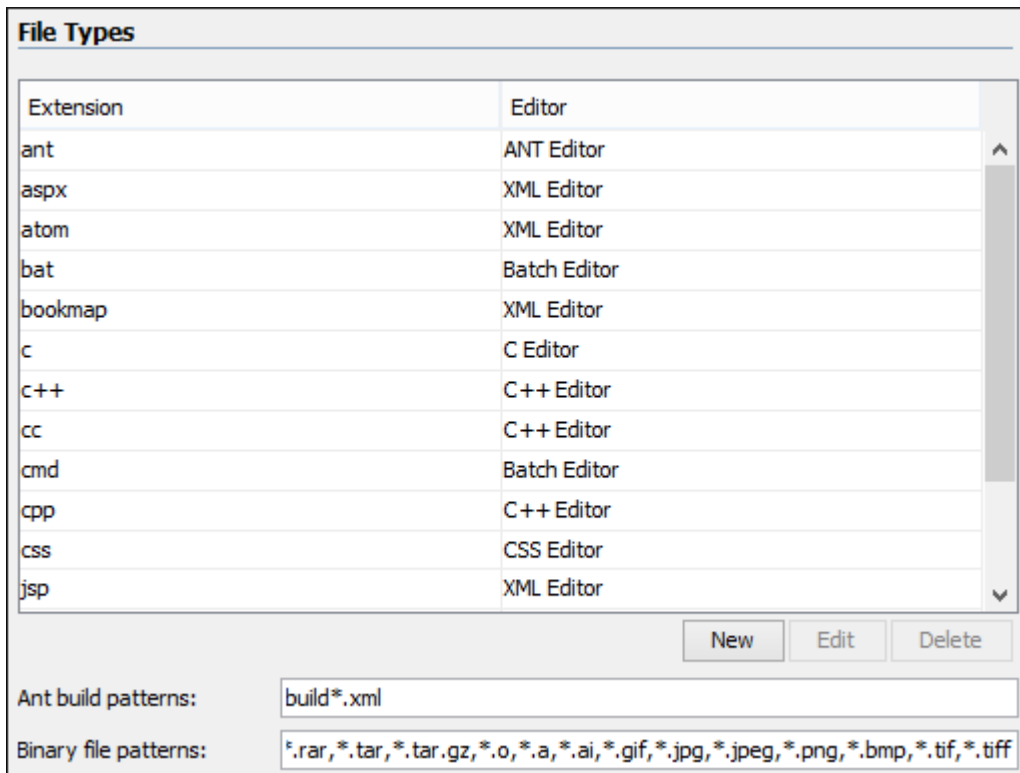 File Types
Extension Editor
ant ANT Editor
aspx XML Editor
atom XML Editor
bat Batch Editor
bookmap XML Editor
c C Editor
c++ C++ Editor
cc C++ Editor
cmd Batch Editor
cpp C++ Editor
css CSS Editor
jsp XML Editor
New Edit Delete
Ant build patterns: build*.xml
Binary file patterns: *.rar,*.tar,*.tar.gz,*.o,*.a,*.ai,*.gif,*.jpg,*.jpeg,*.png,*.bmp,*.tif,*.tiff